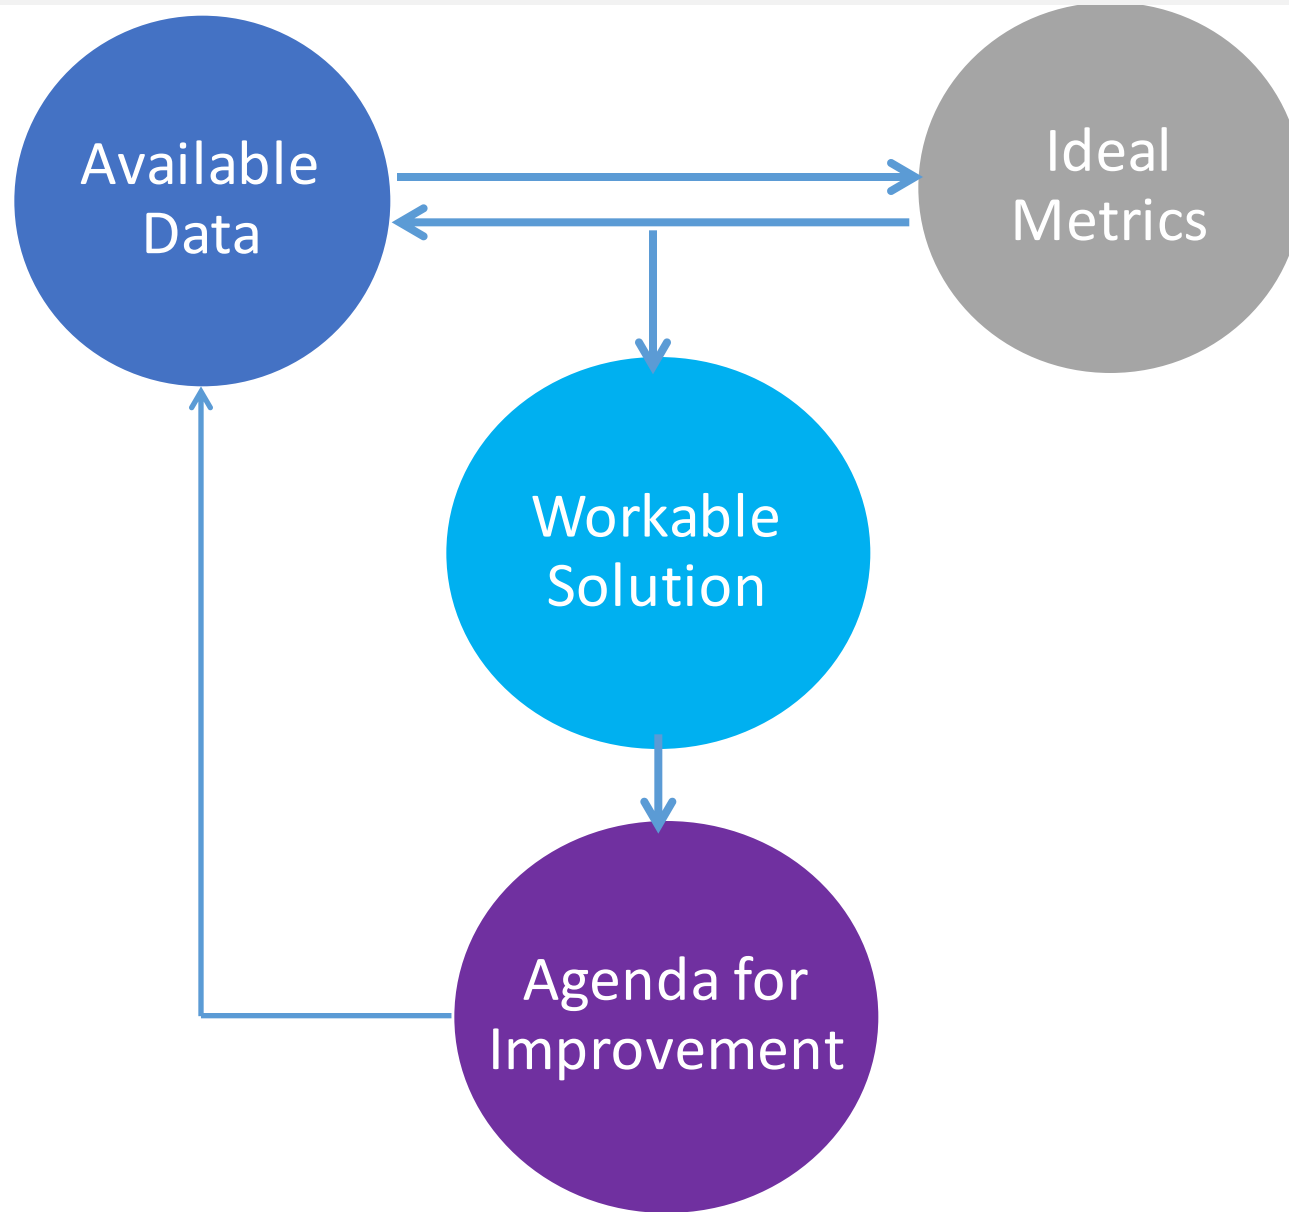 Available
Data
Ideal
Metrics
Workable
Solution
Agenda for
Improvement